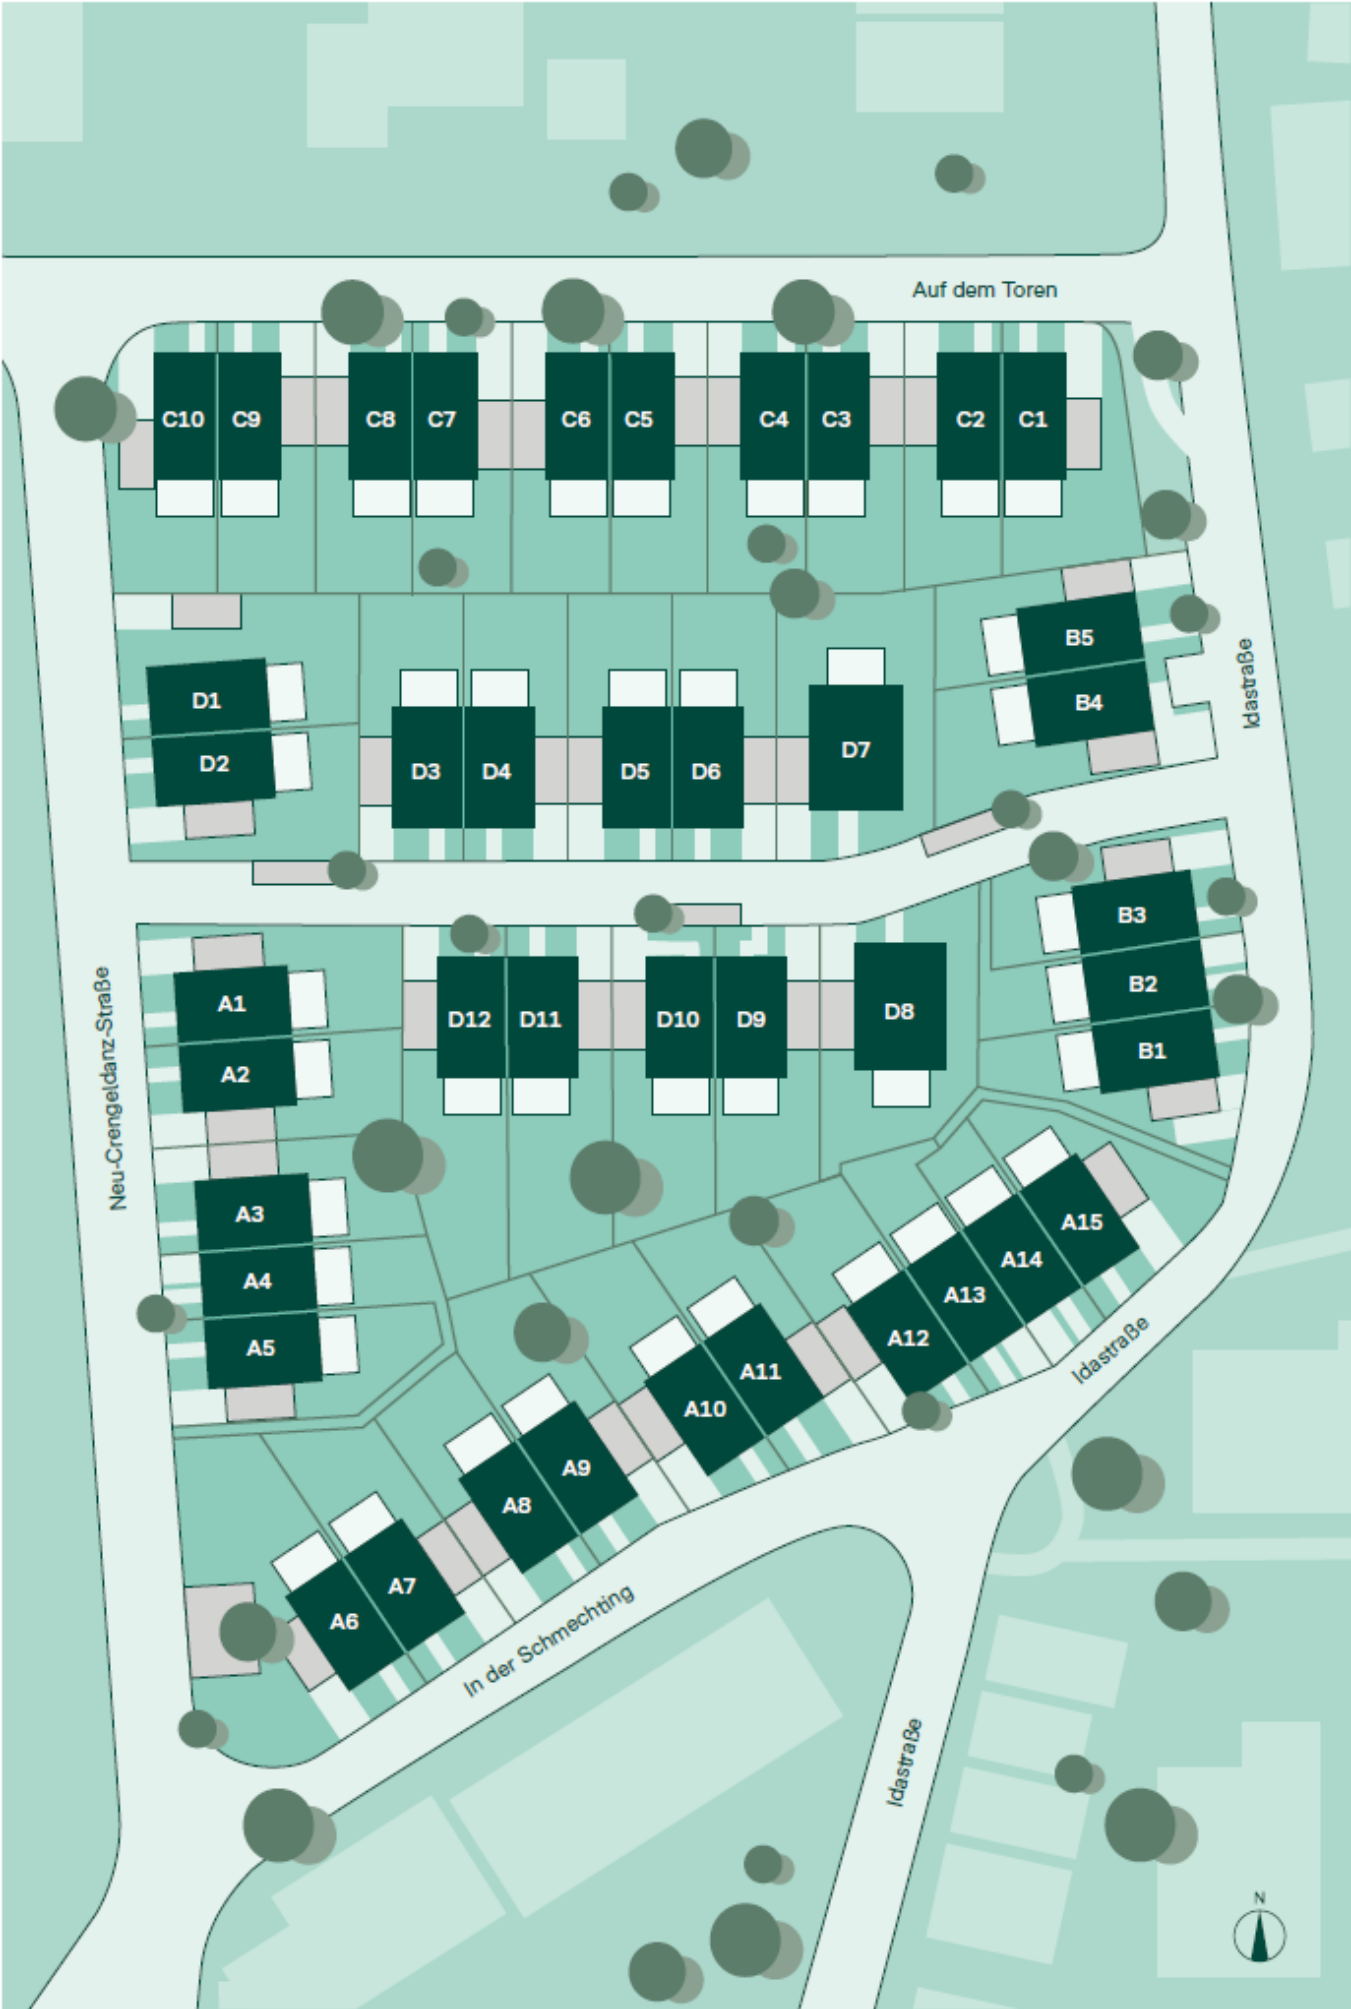 Auf dem Toren
C10 C9 C8 C7 C6 C5 C4 C3 C2 C1
B5
B4
Idastraße
D1
D2
D3 D4 D5 D6 D7
B3
B2
B1
A1
A2
D12 D11 D10 D9 D8
Neu-Crengeldanz-Straße
A3
A4
A5
A15
A14
A13
A12
A11
A10
A9
A8
A7
A6
Idastraße
In der Schmechting
Idastraße
N